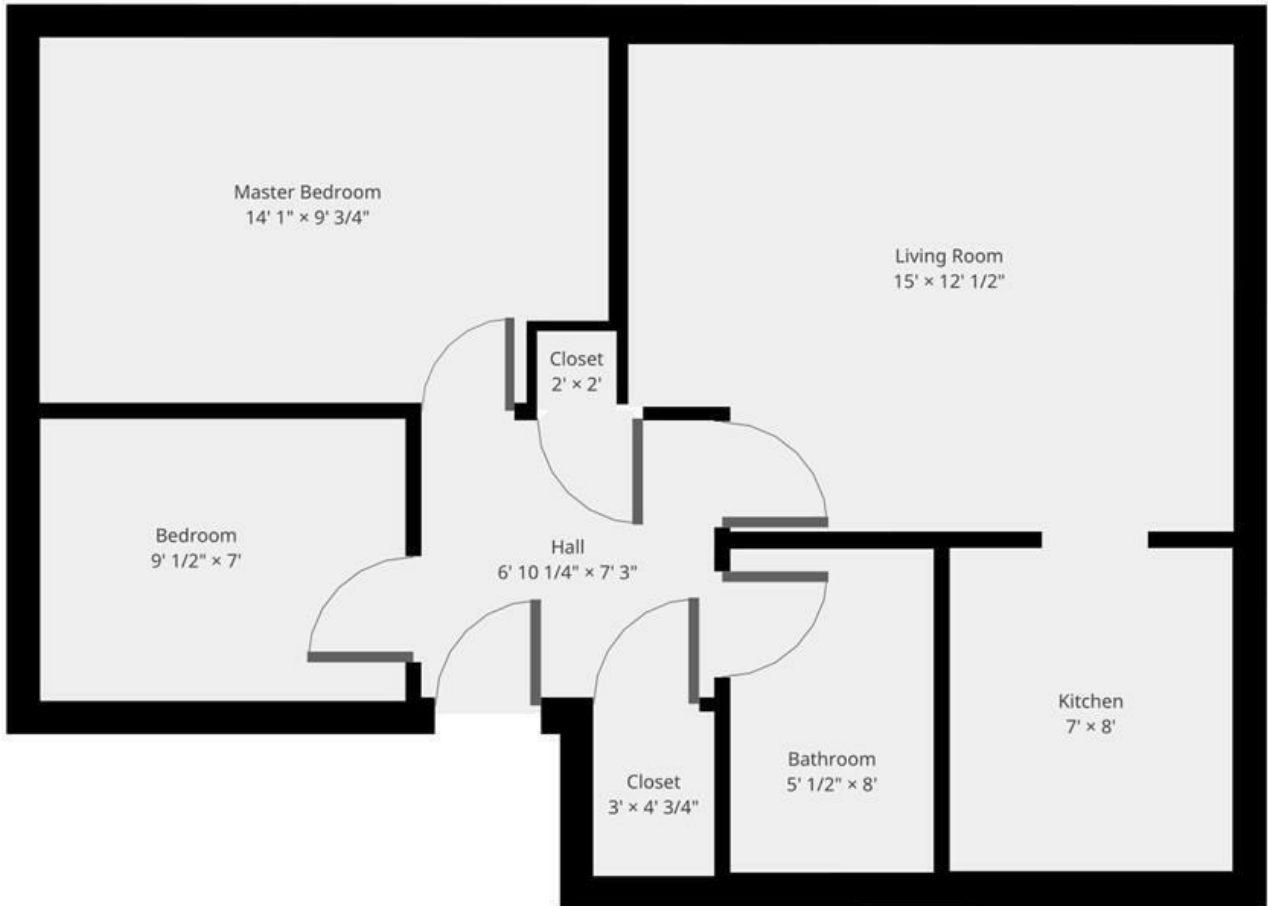 Master Bedroom
14' 1" × 9' 3/4"
Living Room
15' × 12' 1/2"
Closet
2' × 2'
Bedroom
9' 1/2" × 7'
Hall
6' 10 1/4" × 7' 3"
Kitchen
7' × 8'
Bathroom
5' 1/2" × 8'
Closet
3' × 4' 3/4"